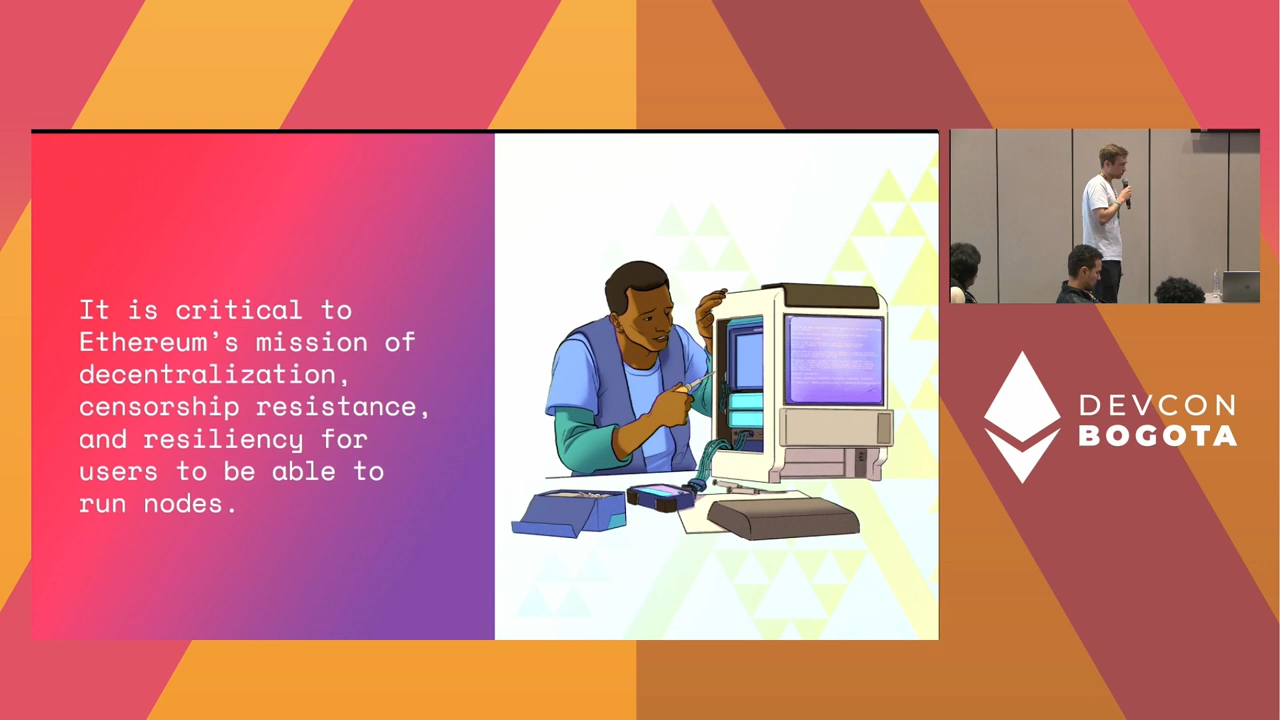 It is critical to
Ethereum’s mission of
decentralization,
censorship resistance,
and resiliency for
users to be able to
run nodes.
DEVCON
BOGOTA